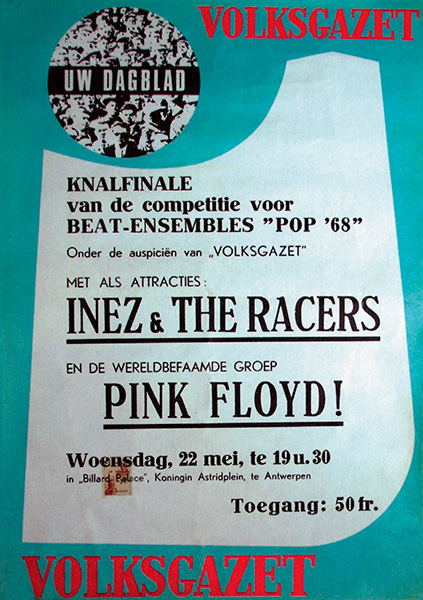 VOLKSGAZET
UW DAGBLAD
KNALFINALE
van de competitie voor
BEAT-ENSEMBLES "POP '68"
Onder de auspiciën van „VOLKSGAZET"
MET ALS ATTRACTIES:
INEZ & THE RACERS
EN DE WERELDBEFAAMDE GROEP
PINK FLOYD!
Woensdag, 22 mei, te 19 u. 30
in „Billard Palace", Koningin Astridplein, te Antwerpen
Toegang: 50 fr.
VOLKSGAZET